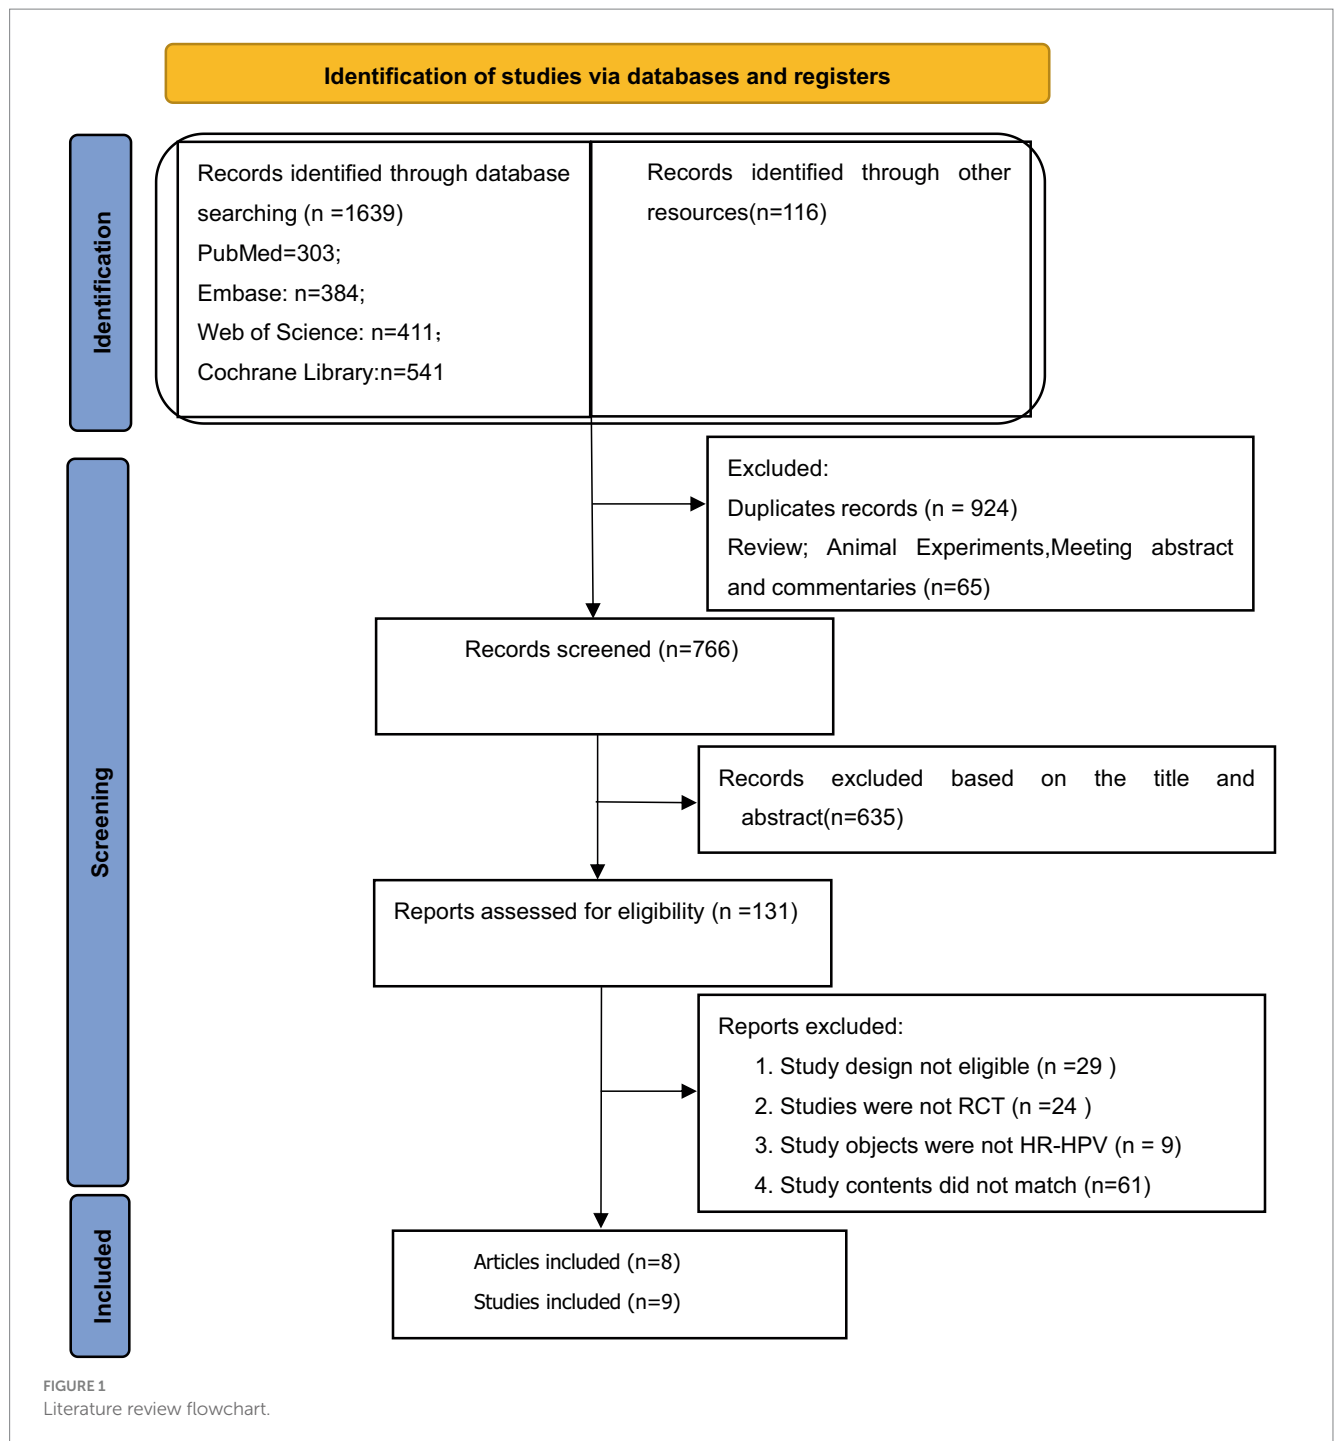 Identification of studies via databases and registers
Identification
Records identified through database
searching (n =1639)
PubMed=303;
Embase: n=384;
Web of Science: n=411；
Cochrane Library:n=541
Records identified through other
resources(n=116)
Excluded:
Duplicates records (n = 924)
Review; Animal Experiments,Meeting abstract
and commentaries (n=65)
Screening
Records screened (n=766)
Records excluded based on the title and
abstract(n=635)
Reports assessed for eligibility (n =131)
Reports excluded:
1. Study design not eligible (n =29 )
2. Studies were not RCT (n =24 )
3. Study objects were not HR-HPV (n = 9)
4. Study contents did not match (n=61)
Included
Articles included (n=8)
Studies included (n=9)
FIGURE 1
Literature review flowchart.